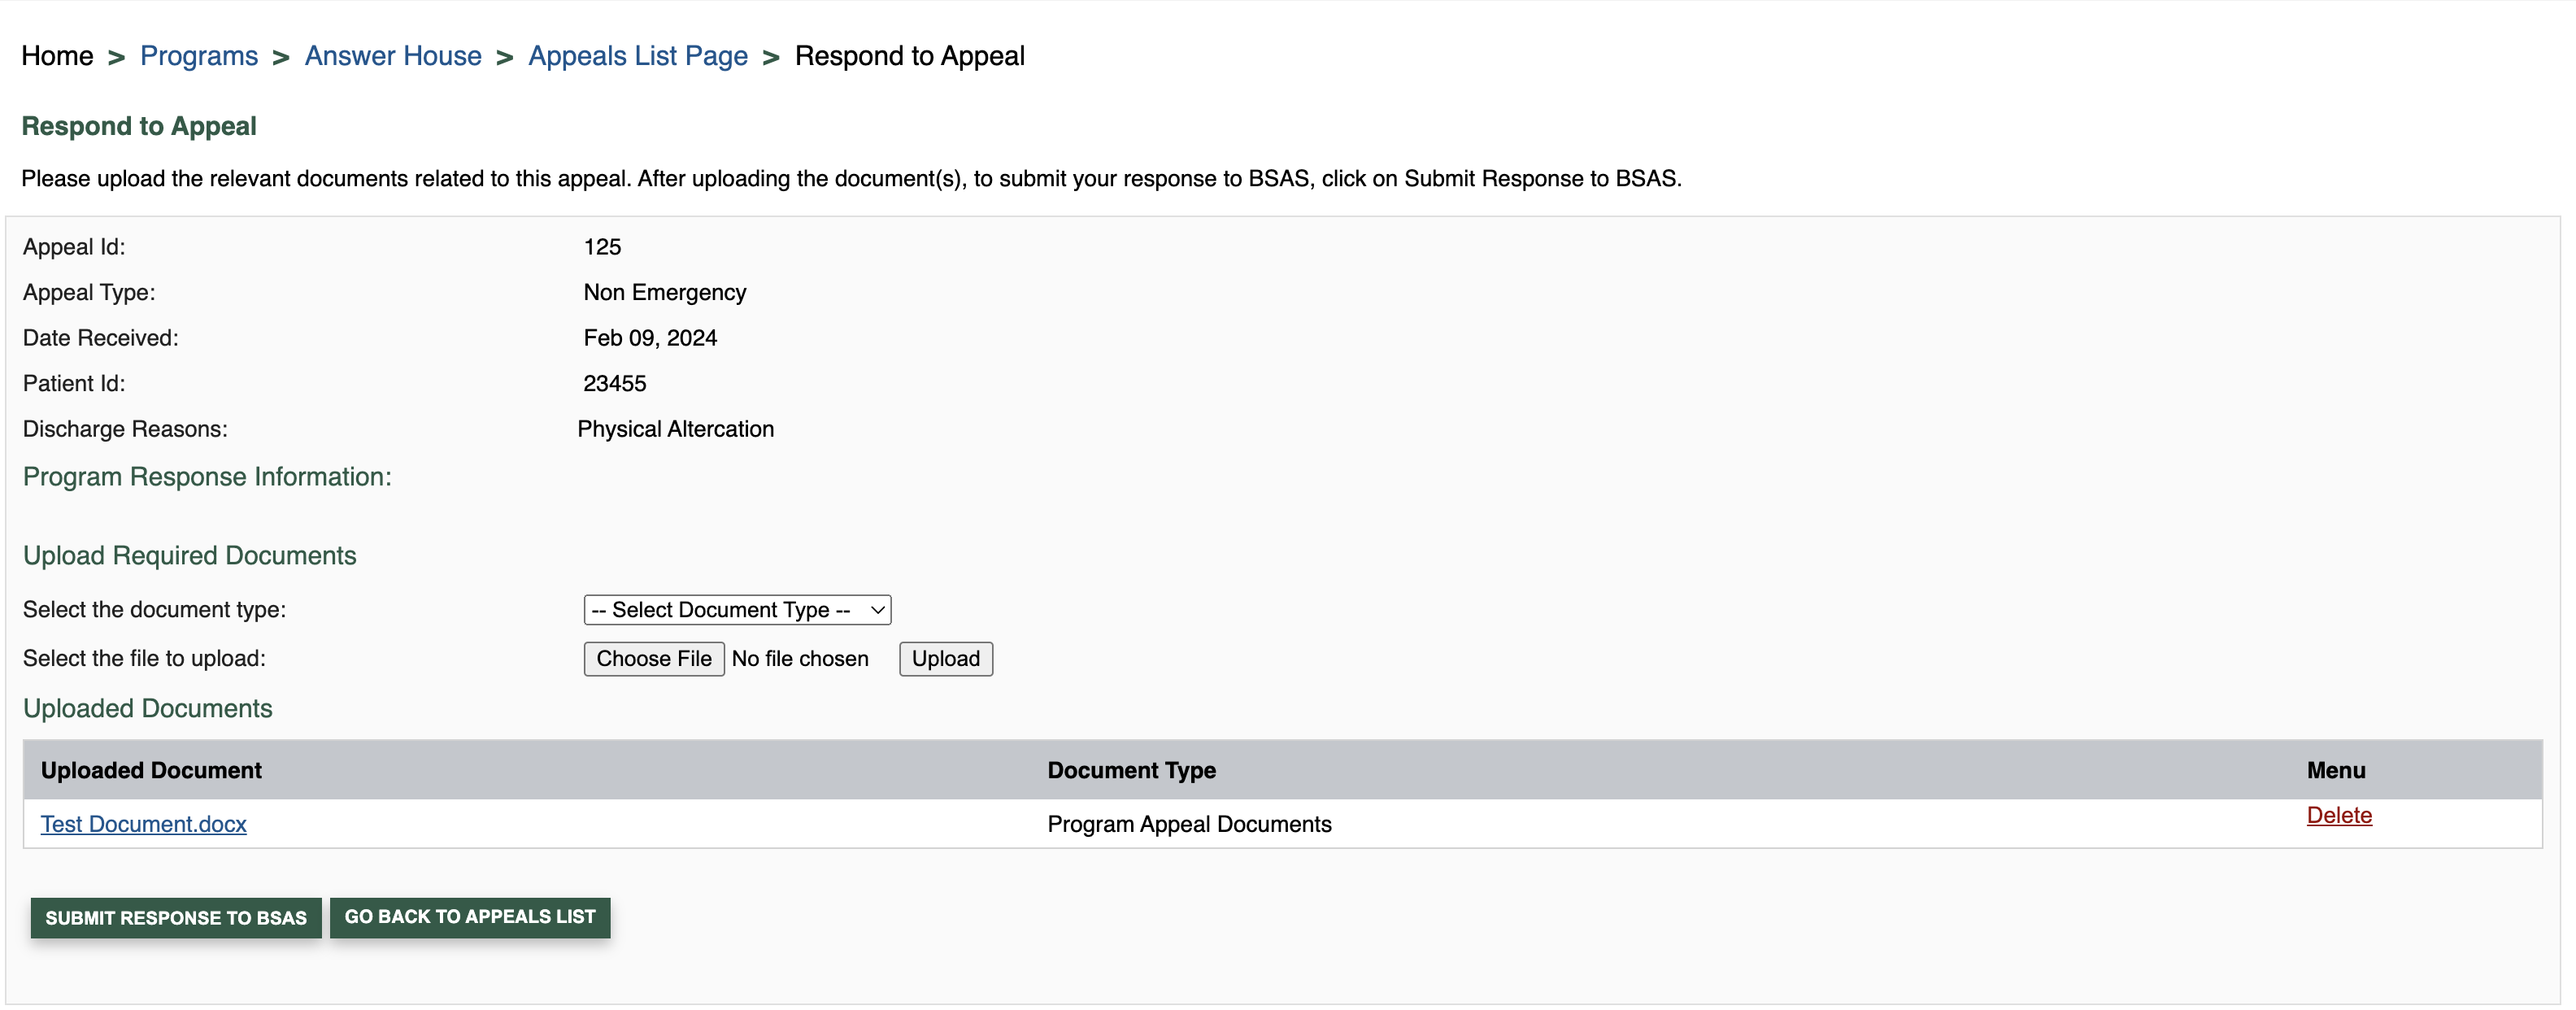 Home > Programs > Answer House > Appeals List Page > Respond to Appeal
Respond to Appeal
Please upload the relevant documents related to this appeal. After uploading the document(s), to submit your response to BSAS, click on Submit Response to BSAS.
Appeal Id: 125
Appeal Type: Non Emergency
Date Received: Feb 09, 2024
Patient Id: 23455
Discharge Reasons: Physical Altercation
Program Response Information:
Upload Required Documents
Select the document type: -- Select Document Type --
Select the file to upload: Choose File No file chosen Upload
Uploaded Documents
Uploaded Document Document Type Menu
Test Document.docx Program Appeal Documents Delete
SUBMIT RESPONSE TO BSAS GO BACK TO APPEALS LIST